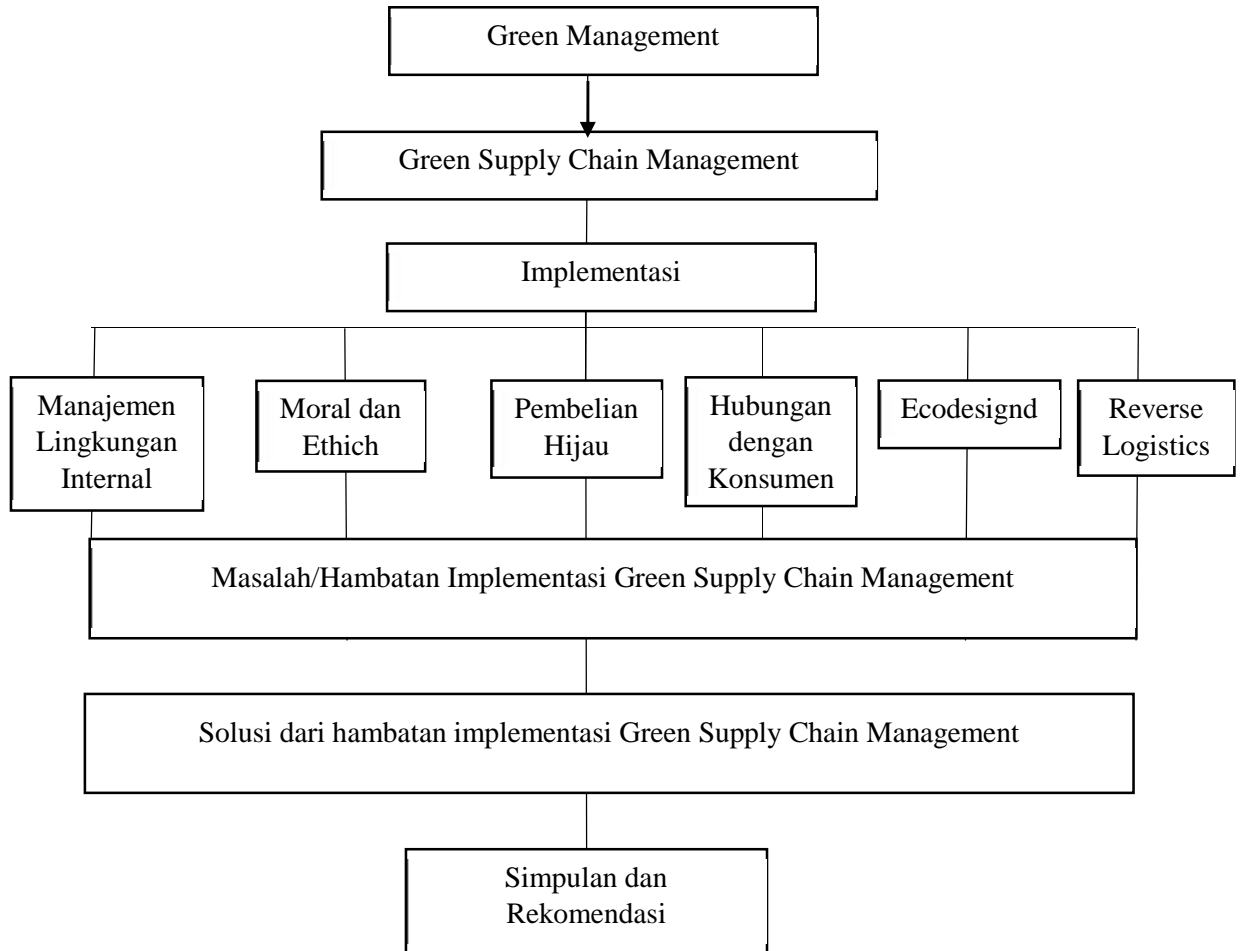 Green Management
Green Supply Chain Management
Implementasi
Manajemen
Lingkungan
Internal
Moral dan
Ethich
Pembelian
Hijau
Hubungan
dengan
Konsumen
Ecodesignd
Reverse
Logistics
Masalah/Hambatan Implementasi Green Supply Chain Management
Solusi dari hambatan implementasi Green Supply Chain Management
Simpulan dan
Rekomendasi